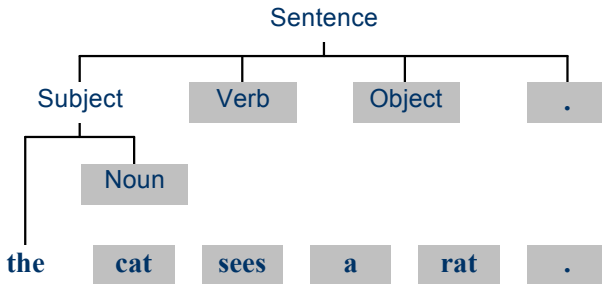 Sentence
Subject Verb Object .
Noun
the cat sees a rat .